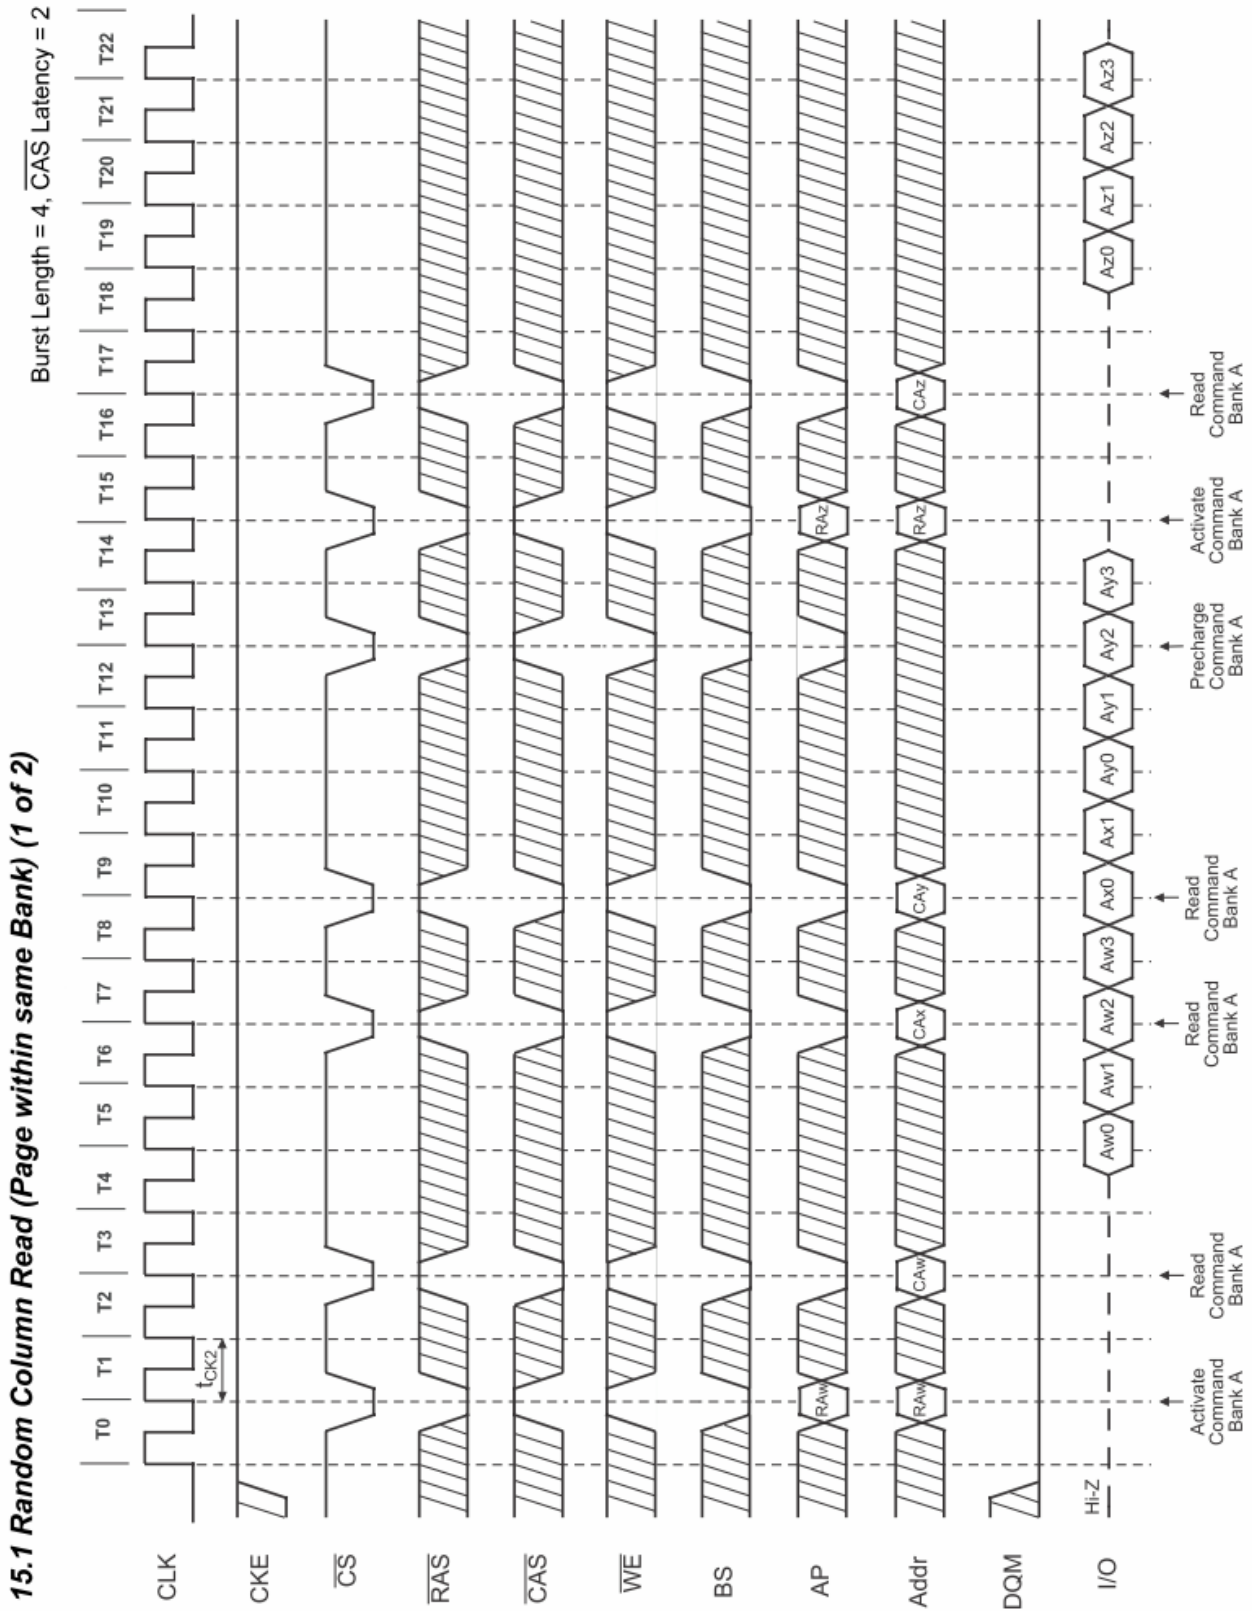 15.1 Random Column Read (Page within same Bank) (1 of 2)
Burst Length = 4, CAS Latency = 2
T0 T1 T2 T3 T4 T5 T6 T7 T8 T9 T10 T11 T12 T13 T14 T15 T16 T17 T18 T19 T20 T21 T22
CLK
tCK2
CKE
CS
RAS
CAS
WE
BS
AP
RAw RAz
Addr
RAw CAw CAx CAy RAz CAz
DQM
Hi-Z
I/O
Aw0 Aw1 Aw2 Aw3 Ax0 Ax1 Ay0 Ay1 Ay2 Ay3 Az0 Az1 Az2 Az3
Activate
Command
Bank A
Read
Command
Bank A
Read
Command
Bank A
Read
Command
Bank A
Precharge
Command
Bank A
Activate
Command
Bank A
Read
Command
Bank A